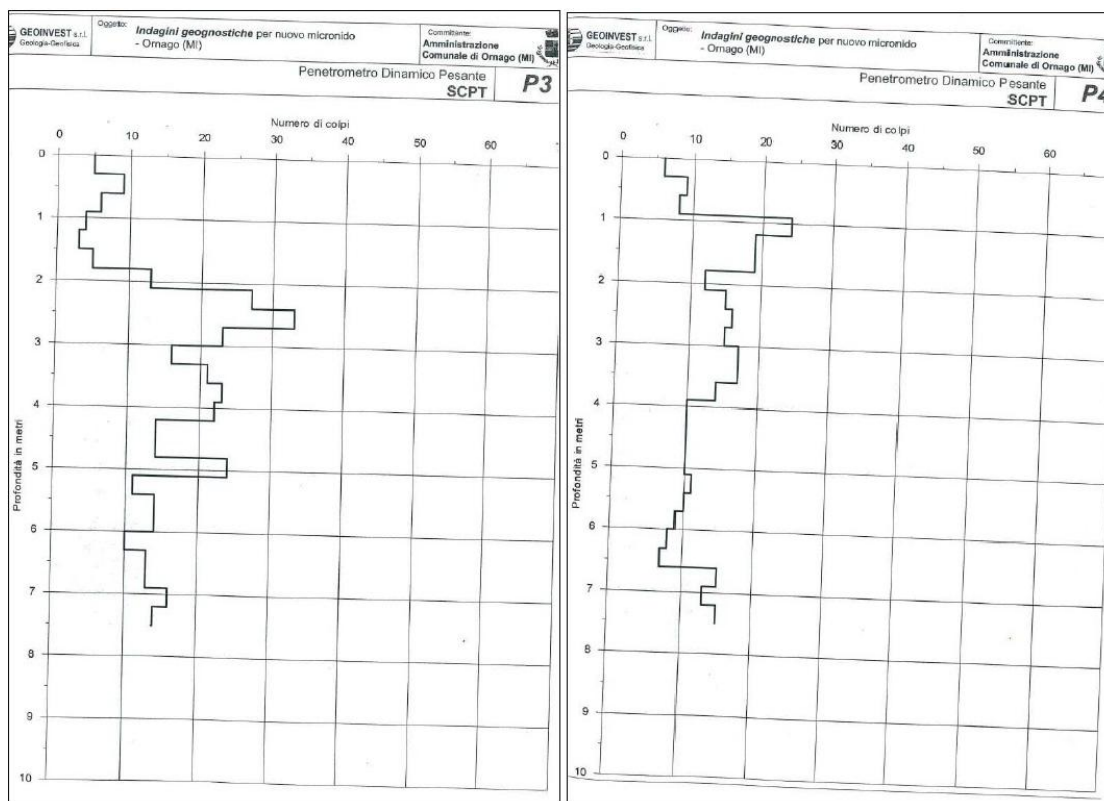 GEOINVEST s.r.l.
Geologia-Geofisica
Oggetto:
Indagini geognostiche per nuovo micronido
- Ornago (MI)
Committente:
Amministrazione
Comunale di Ornago (MI)
Penetrometro Dinamico Pesante
SCPT
P3
Numero di colpi
0 10 20 30 40 50 60
0
1
2
3
4
5
6
7
8
9
10
Profondità in metri
GEOINVEST s.r.l.
Geologia-Geofisica
Oggetto:
Indagini geognostiche per nuovo micronido
- Ornago (MI)
Committente:
Amministrazione
Comunale di Ornago (MI)
Penetrometro Dinamico Pesante
SCPT
P4
Numero di colpi
0 10 20 30 40 50 60
0
1
2
3
4
5
6
7
8
9
10
Profondità in metri